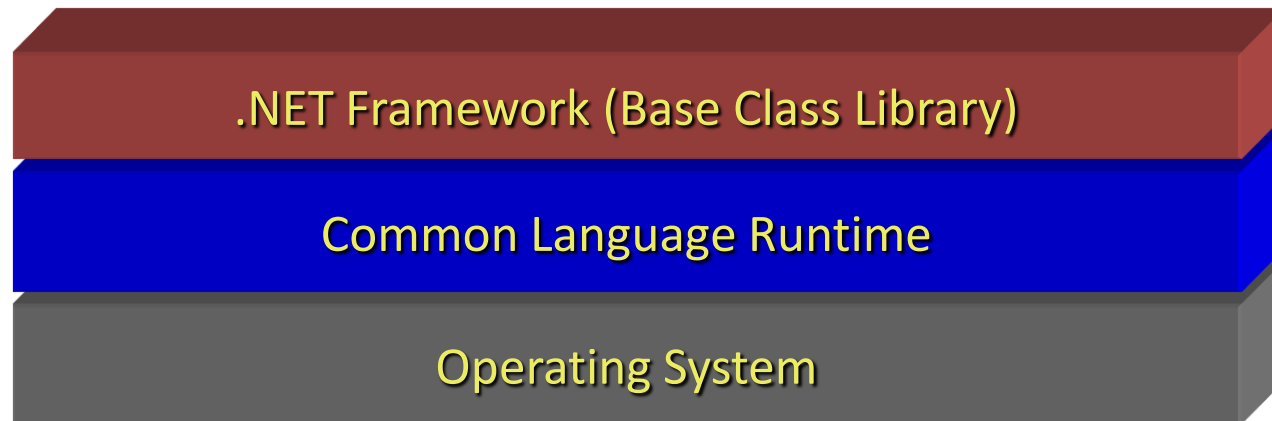 .NET Framework (Base Class Library)
Common Language Runtime
Operating System